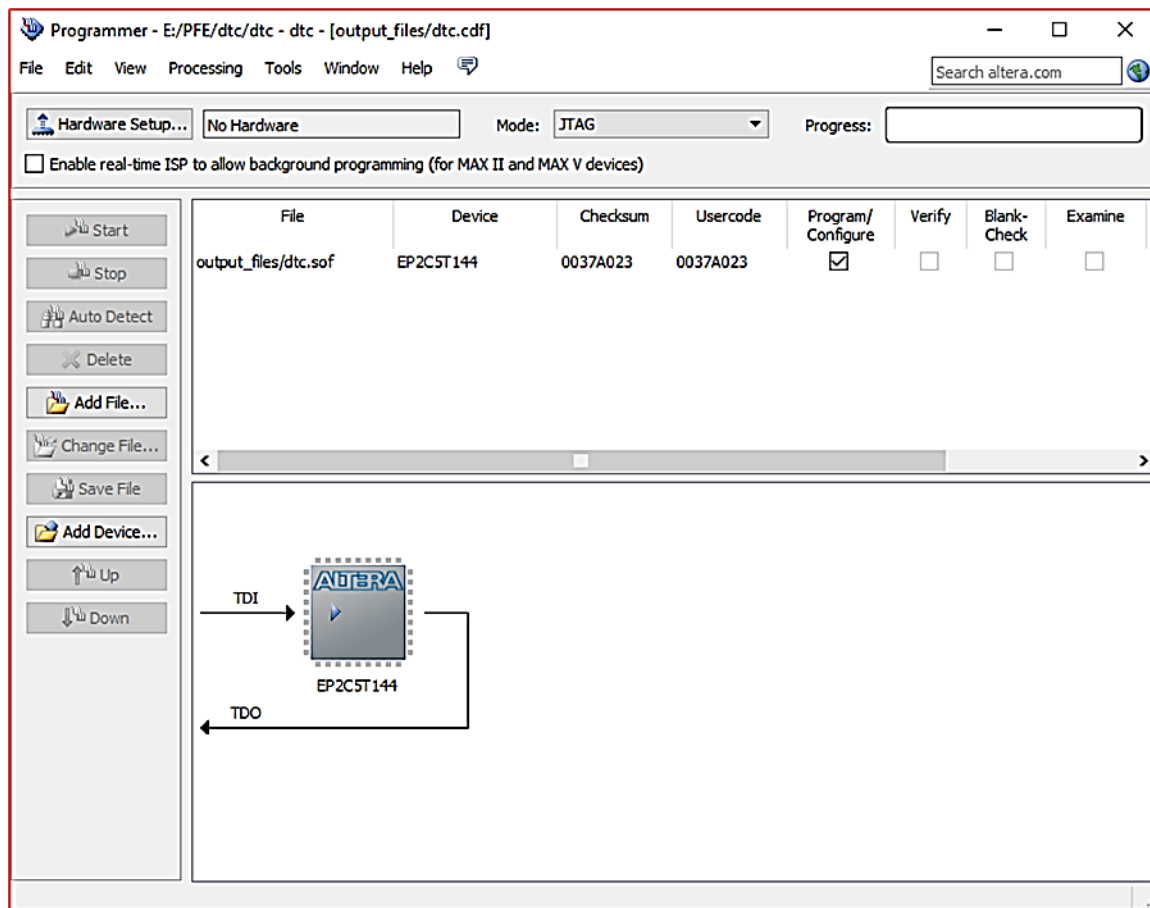 Programmer - E:/PFE/dtc/dtc - dtc - [output_files/dtc.cdf]
File Edit View Processing Tools Window Help
Search altera.com
Hardware Setup... No Hardware Mode: JTAG Progress:
Enable real-time ISP to allow background programming (for MAX II and MAX V devices)
Start
Stop
Auto Detect
Delete
Add File...
Change File...
Save File
Add Device...
Up
Down
File Device Checksum Usercode Program/ Configure Verify Blank- Check Examine
output_files/dtc.sof EP2C5T144 0037A023 0037A023
TDI
ALTERA
EP2C5T144
TDO